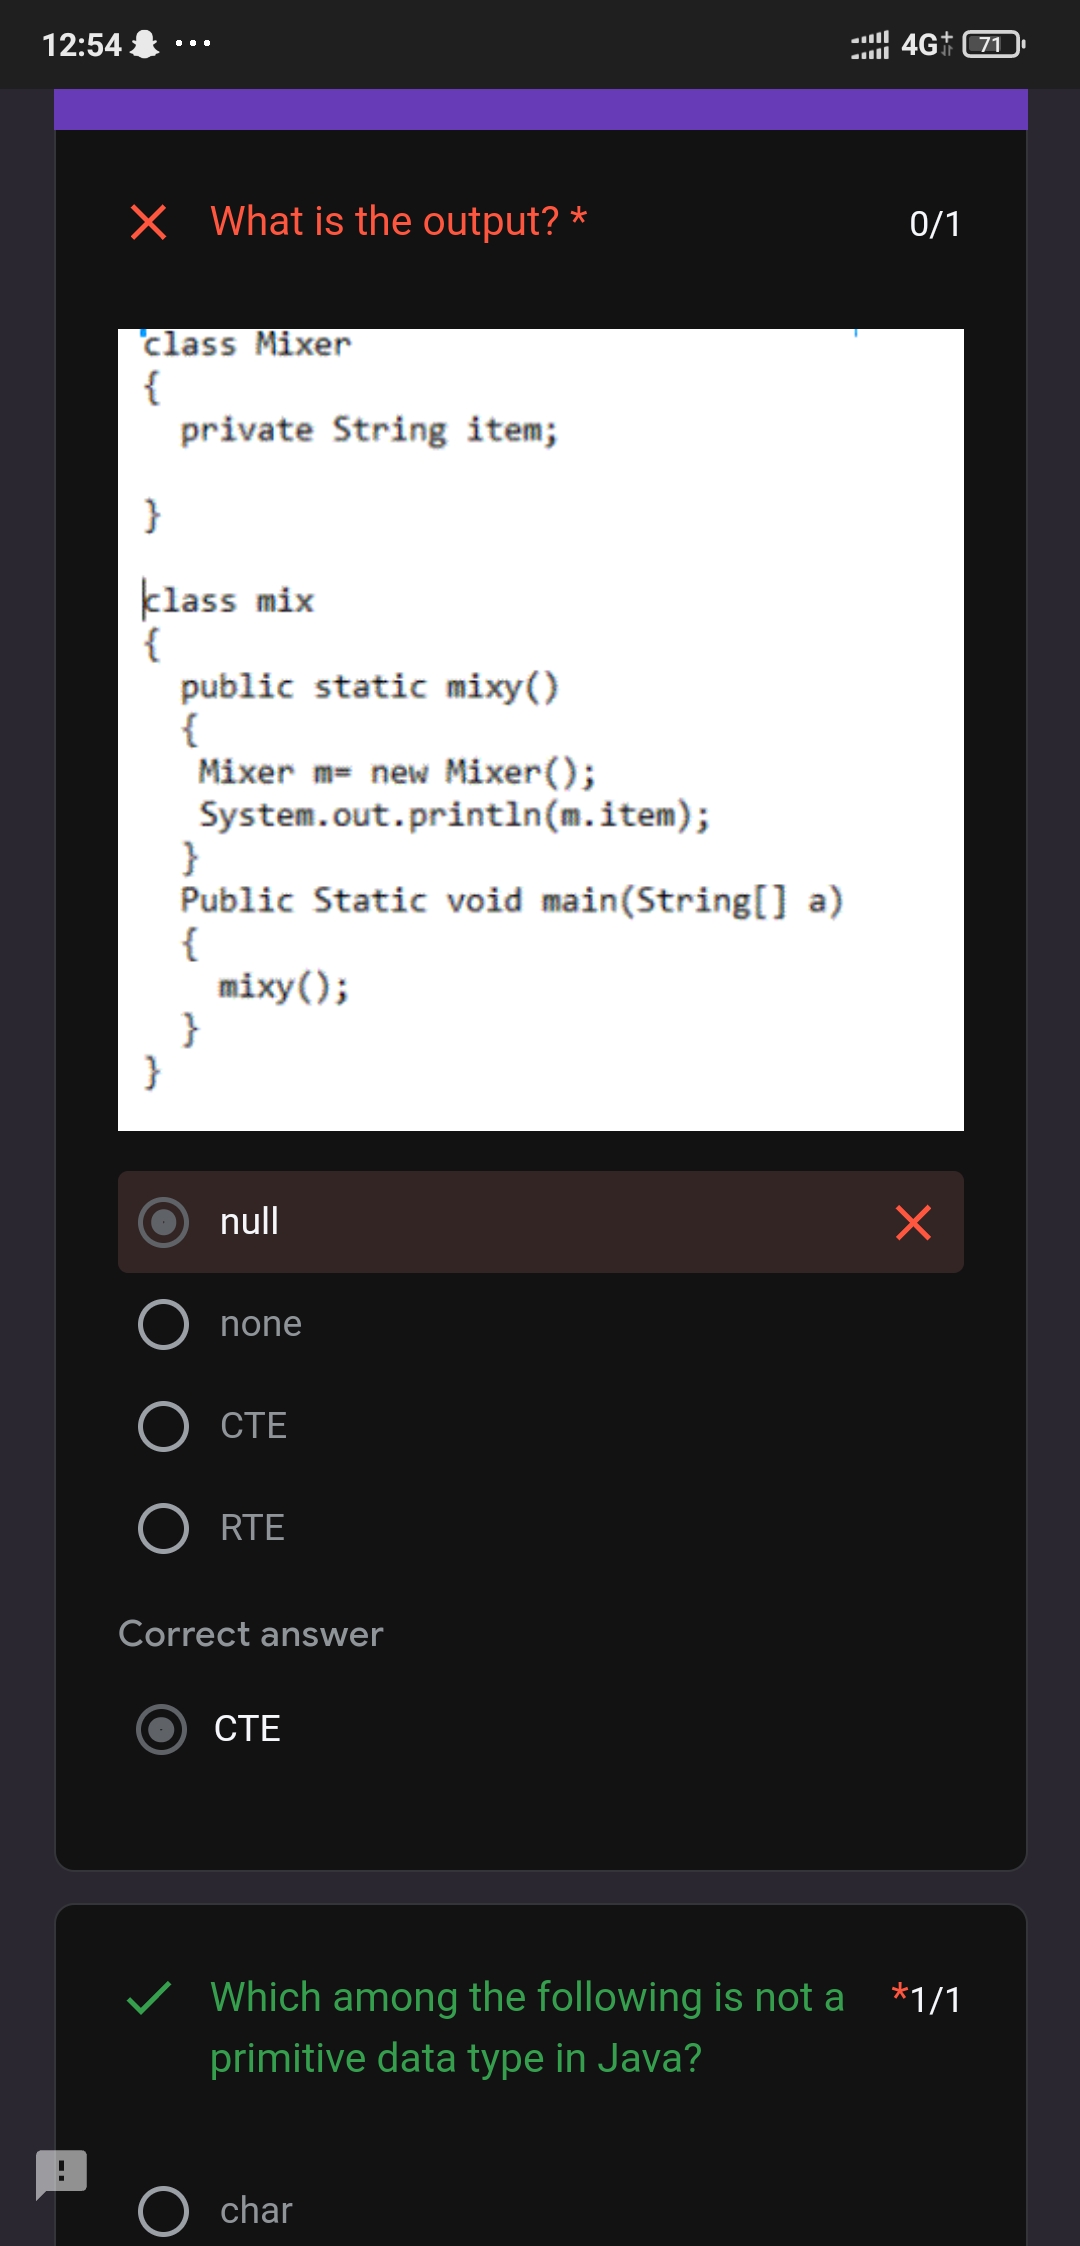 12:54
4G+ 71
What is the output? *
0/1
class Mixer
{
private String item;
}
class mix
{
public static mixy()
{
Mixer m= new Mixer();
System.out.println(m.item);
}
Public Static void main(String[] a)
{
mixy();
}
}
null
none
CTE
RTE
Correct answer
CTE
Which among the following is not a *1/1
primitive data type in Java?
char